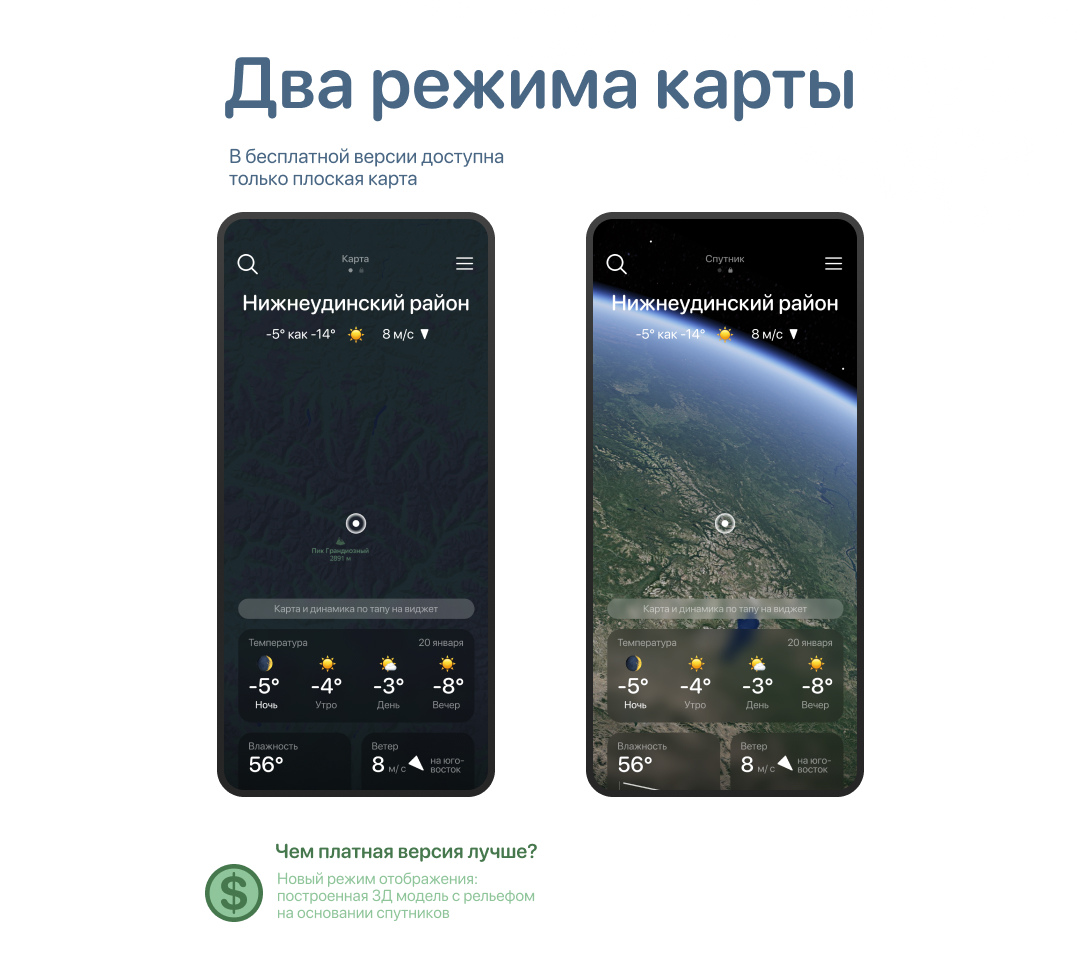 Два режима карты
В бесплатной версии доступна
только плоская карта
Карта
Нижнеудинский район
-5° как -14° 8 м/с
Пик Грандиозный
2891 м
Карта и динамика по тапу на виджет
Температура 20 января
-5° -4° -3° -8°
Ночь Утро День Вечер
Влажность
56°
Ветер
8 м/с на юго-
восток
Спутник
Нижнеудинский район
-5° как -14° 8 м/с
Карта и динамика по тапу на виджет
Температура 20 января
-5° -4° -3° -8°
Ночь Утро День Вечер
Влажность
56°
Ветер
8 м/с на юго-
восток
Чем платная версия лучше?
$
Новый режим отображения:
построенная 3Д модель с рельефом
на основании спутников